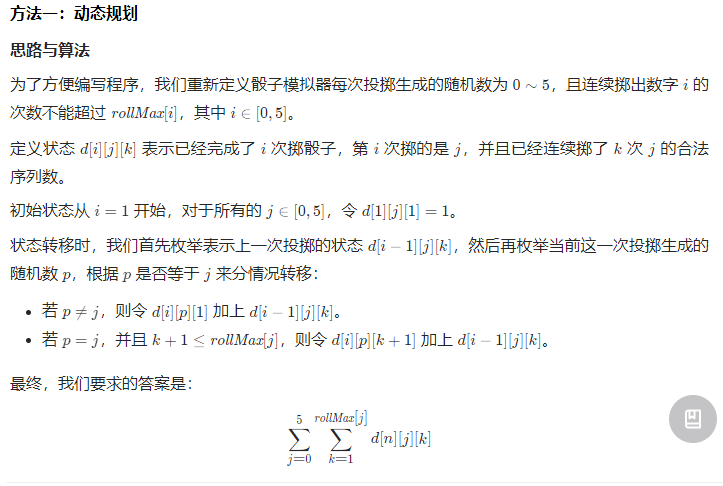 方法一：动态规划
思路与算法
为了方便编写程序，我们重新定义骰子模拟器每次投掷生成的随机数为 0 ∼ 5，且连续掷出数字 i 的
次数不能超过 rollMax[i]，其中 i ∈ [0, 5]。
定义状态 d[i][j][k] 表示已经完成了 i 次掷骰子，第 i 次掷的是 j，并且已经连续掷了 k 次 j 的合法
序列数。
初始状态从 i = 1 开始，对于所有的 j ∈ [0, 5]，令 d[1][j][1] = 1。
状态转移时，我们首先枚举表示上一次投掷的状态 d[i − 1][j][k]，然后再枚举当前这一次投掷生成的
随机数 p，根据 p 是否等于 j 来分情况转移：
• 若 p ≠ j，则令 d[i][p][1] 加上 d[i − 1][j][k]。
• 若 p = j，并且 k + 1 ≤ rollMax[j]，则令 d[i][p][k + 1] 加上 d[i − 1][j][k]。
最终，我们要求的答案是：
5 rollMax[j]
∑ ∑ d[n][j][k]
j=0 k=1